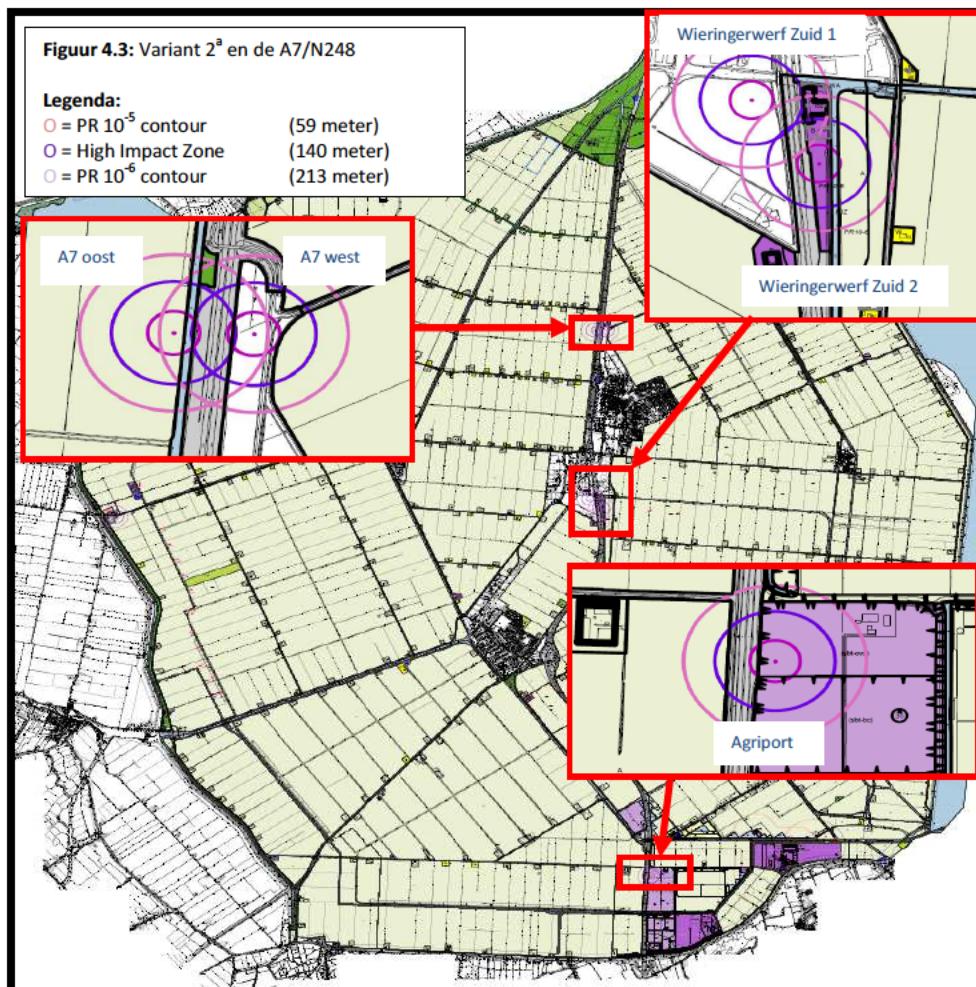 Figuur 4.3: Variant 2ª en de A7/N248
Legenda:
O = PR 10⁻⁵ contour (59 meter)
O = High Impact Zone (140 meter)
O = PR 10⁻⁶ contour (213 meter)
Wieringerwerf Zuid 1
Wieringerwerf Zuid 2
A7 oost
A7 west
Agriport
(sbt-bc)
A
A